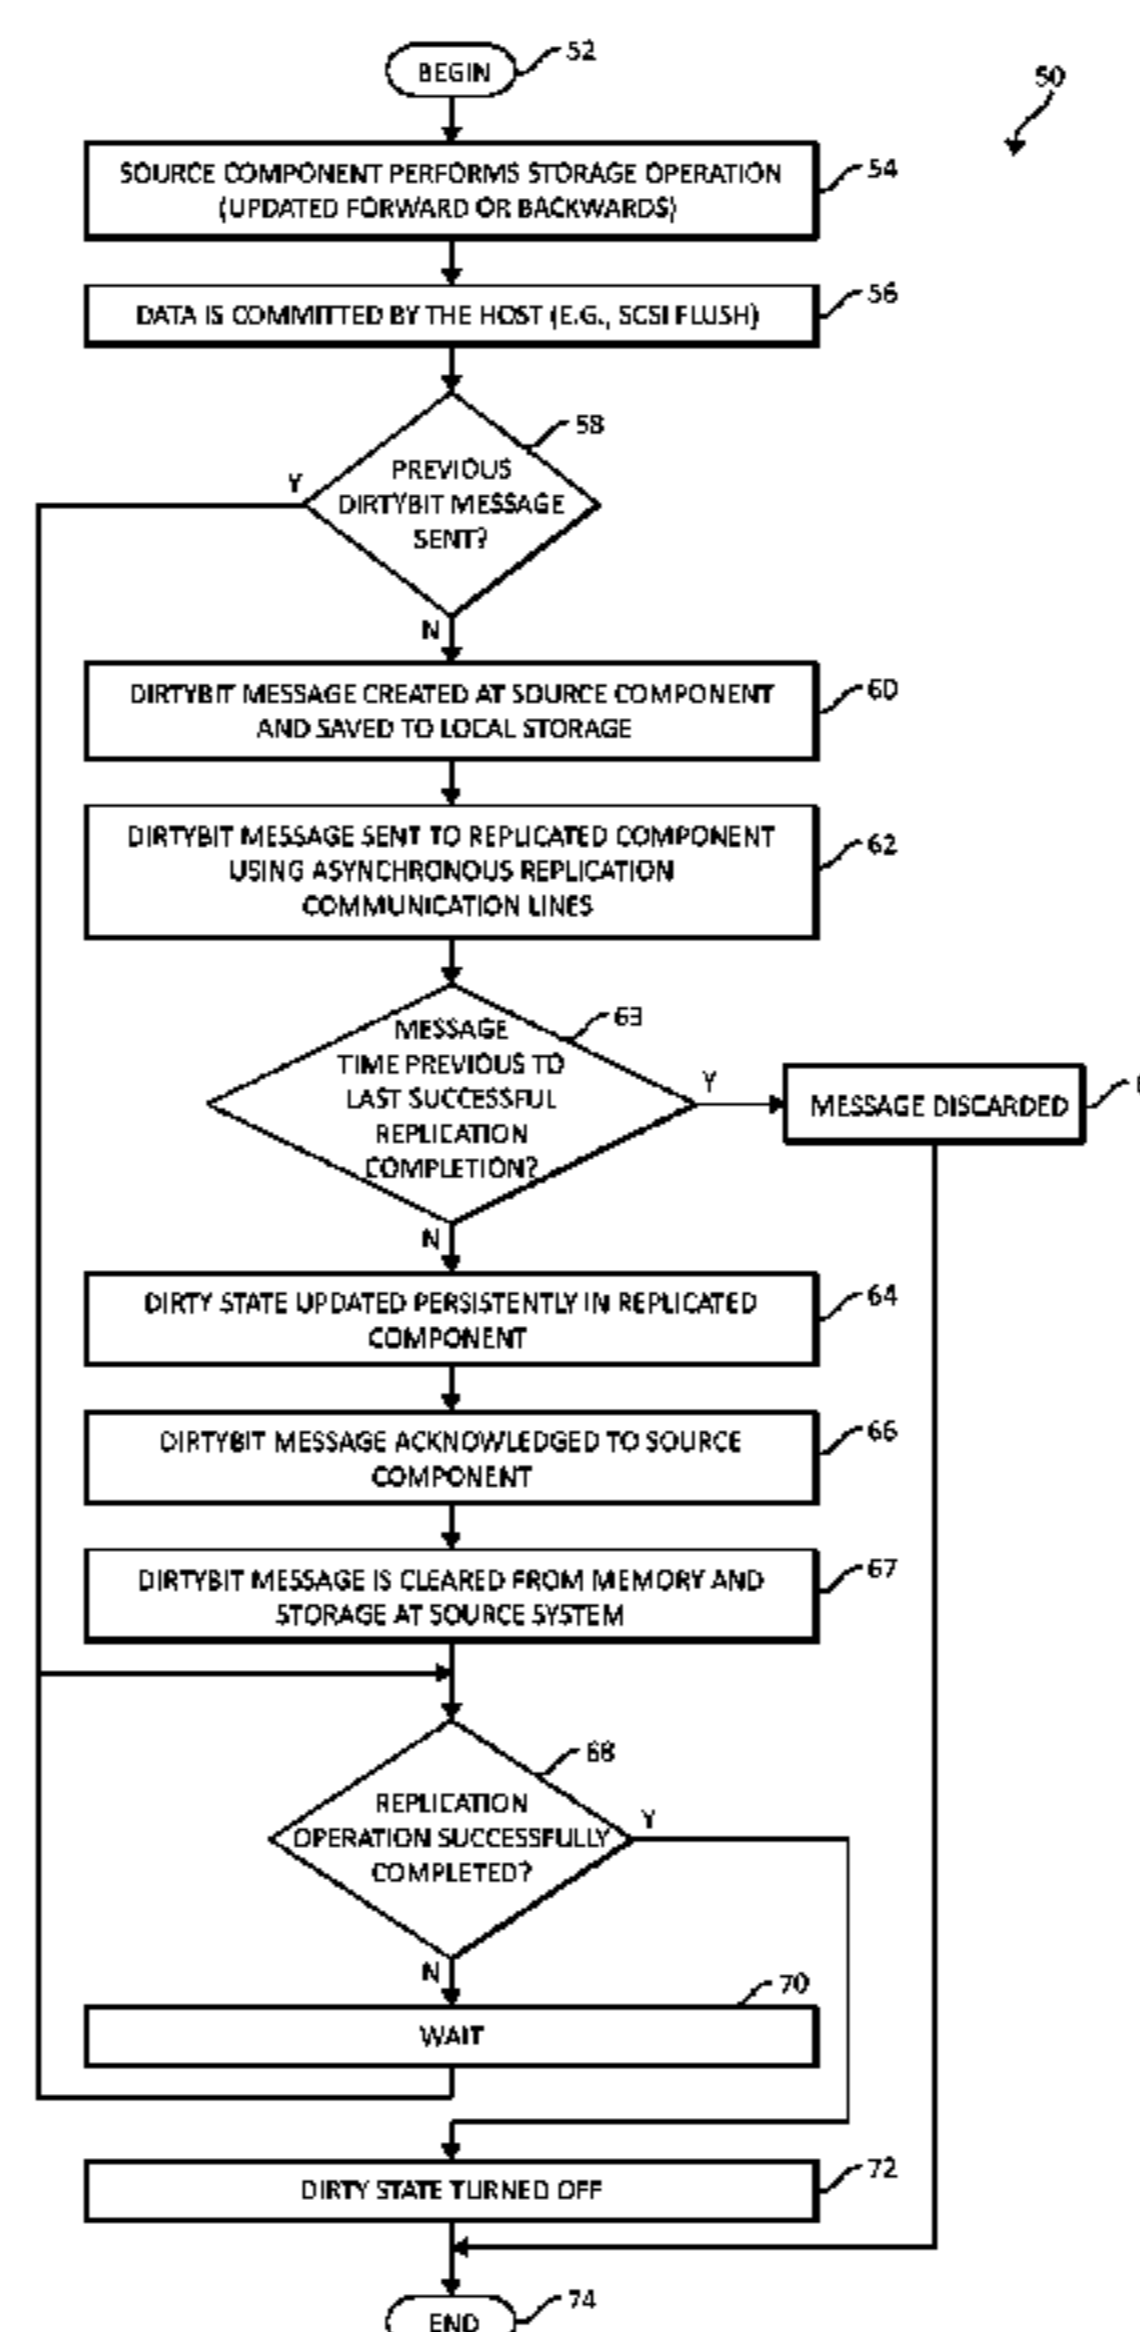 BEGIN
52
50
SOURCE COMPONENT PERFORMS STORAGE OPERATION
(UPDATED FORWARD OR BACKWARDS)
54
DATA IS COMMITTED BY THE HOST (E.G., SCSI FLUSH)
56
58
Y
PREVIOUS
DIRTYBIT MESSAGE
SENT?
N
DIRTYBIT MESSAGE CREATED AT SOURCE COMPONENT
AND SAVED TO LOCAL STORAGE
60
DIRTYBIT MESSAGE SENT TO REPLICATED COMPONENT
USING ASYNCHRONOUS REPLICATION
COMMUNICATION LINES
62
63
MESSAGE
TIME PREVIOUS TO
LAST SUCCESSFUL
REPLICATION
COMPLETION?
Y
MESSAGE DISCARDED
N
DIRTY STATE UPDATED PERSISTENTLY IN REPLICATED
COMPONENT
64
DIRTYBIT MESSAGE ACKNOWLEDGED TO SOURCE
COMPONENT
66
DIRTYBIT MESSAGE IS CLEARED FROM MEMORY AND
STORAGE AT SOURCE SYSTEM
67
68
REPLICATION
OPERATION SUCCESSFULLY
COMPLETED?
Y
N
70
WAIT
DIRTY STATE TURNED OFF
72
END
74